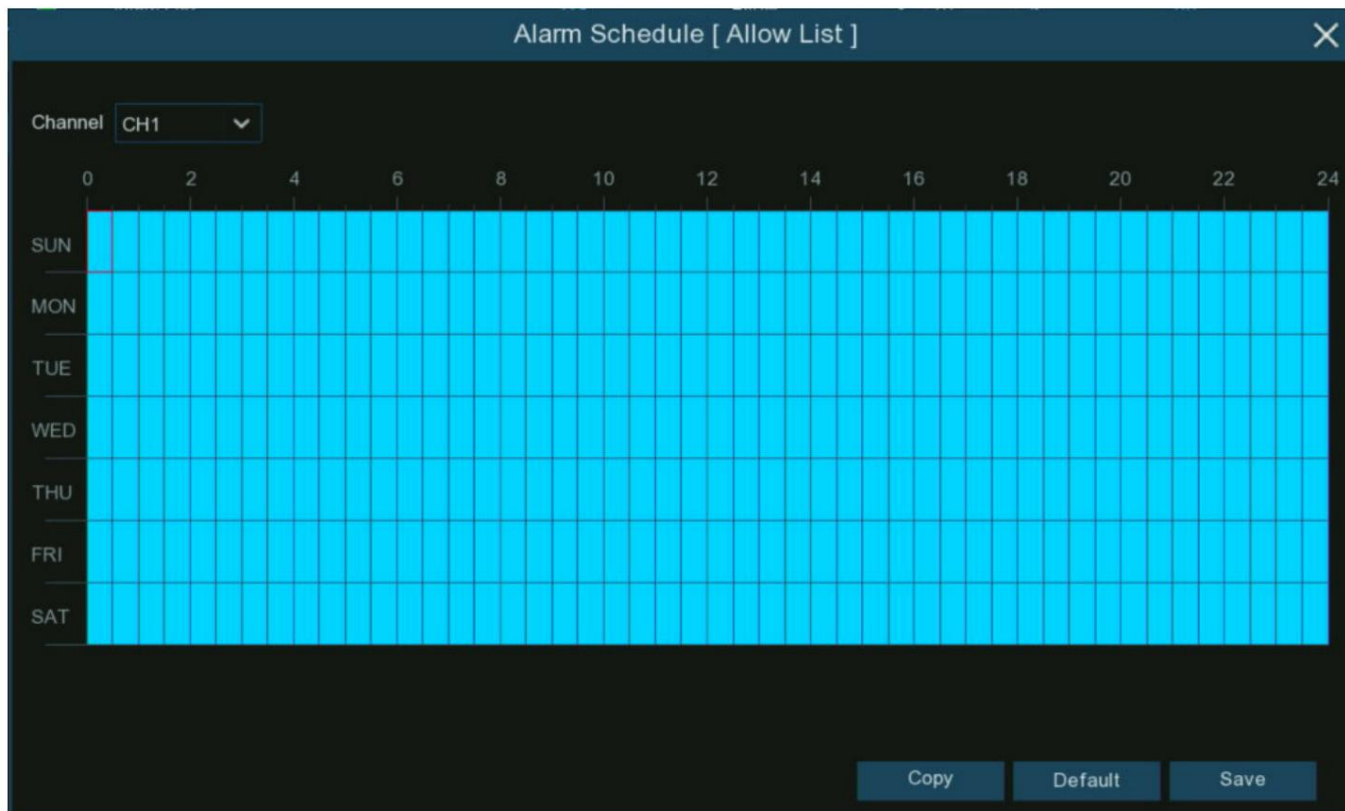 Alarm Schedule [ Allow List ]
Channel CH1
0 2 4 6 8 10 12 14 16 18 20 22 24
SUN
MON
TUE
WED
THU
FRI
SAT
Copy Default Save